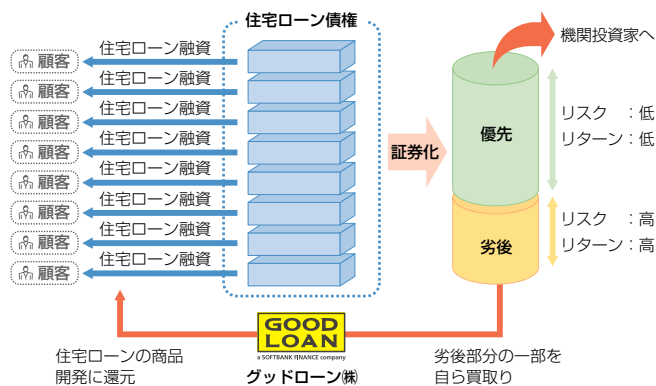 住宅ローン債権
機関投資家へ
顧客 住宅ローン融資
顧客 住宅ローン融資
顧客 住宅ローン融資
顧客 住宅ローン融資
顧客 住宅ローン融資
顧客 住宅ローン融資
顧客 住宅ローン融資
顧客 住宅ローン融資
証券化
優先
リスク　：低
リターン：低
劣後
リスク　：高
リターン：高
GOOD
LOAN
a SOFTBANK FINANCE company
グッドローン㈱
住宅ローンの商品
開発に還元
劣後部分の一部を
自ら買取り